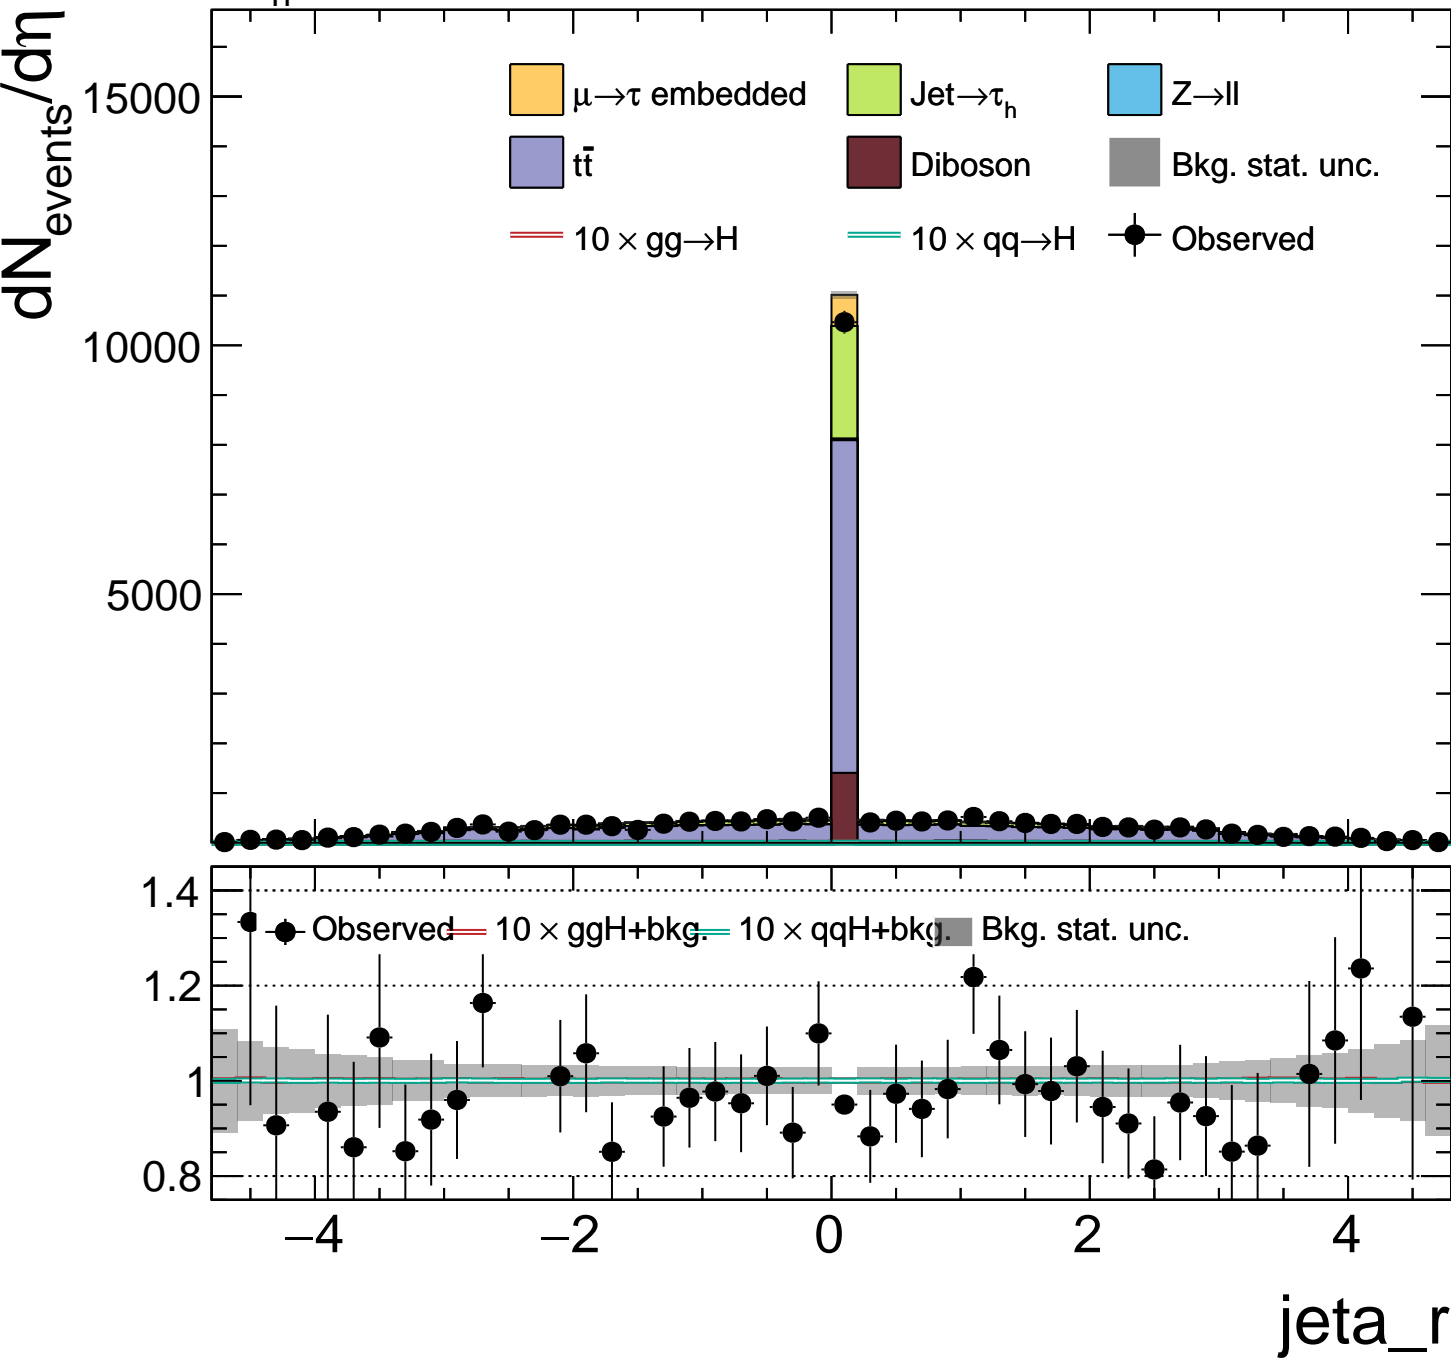 dN_events/dη
15000
10000
5000
μ→τ embedded
Jet→τ_h
Z→ll
tt̄
Diboson
Bkg. stat. unc.
10 × gg→H
10 × qq→H
Observed
1.4
1.2
1
0.8
Observed
10 × ggH+bkg.
10 × qqH+bkg.
Bkg. stat. unc.
−4
−2
0
2
4
jeta_r